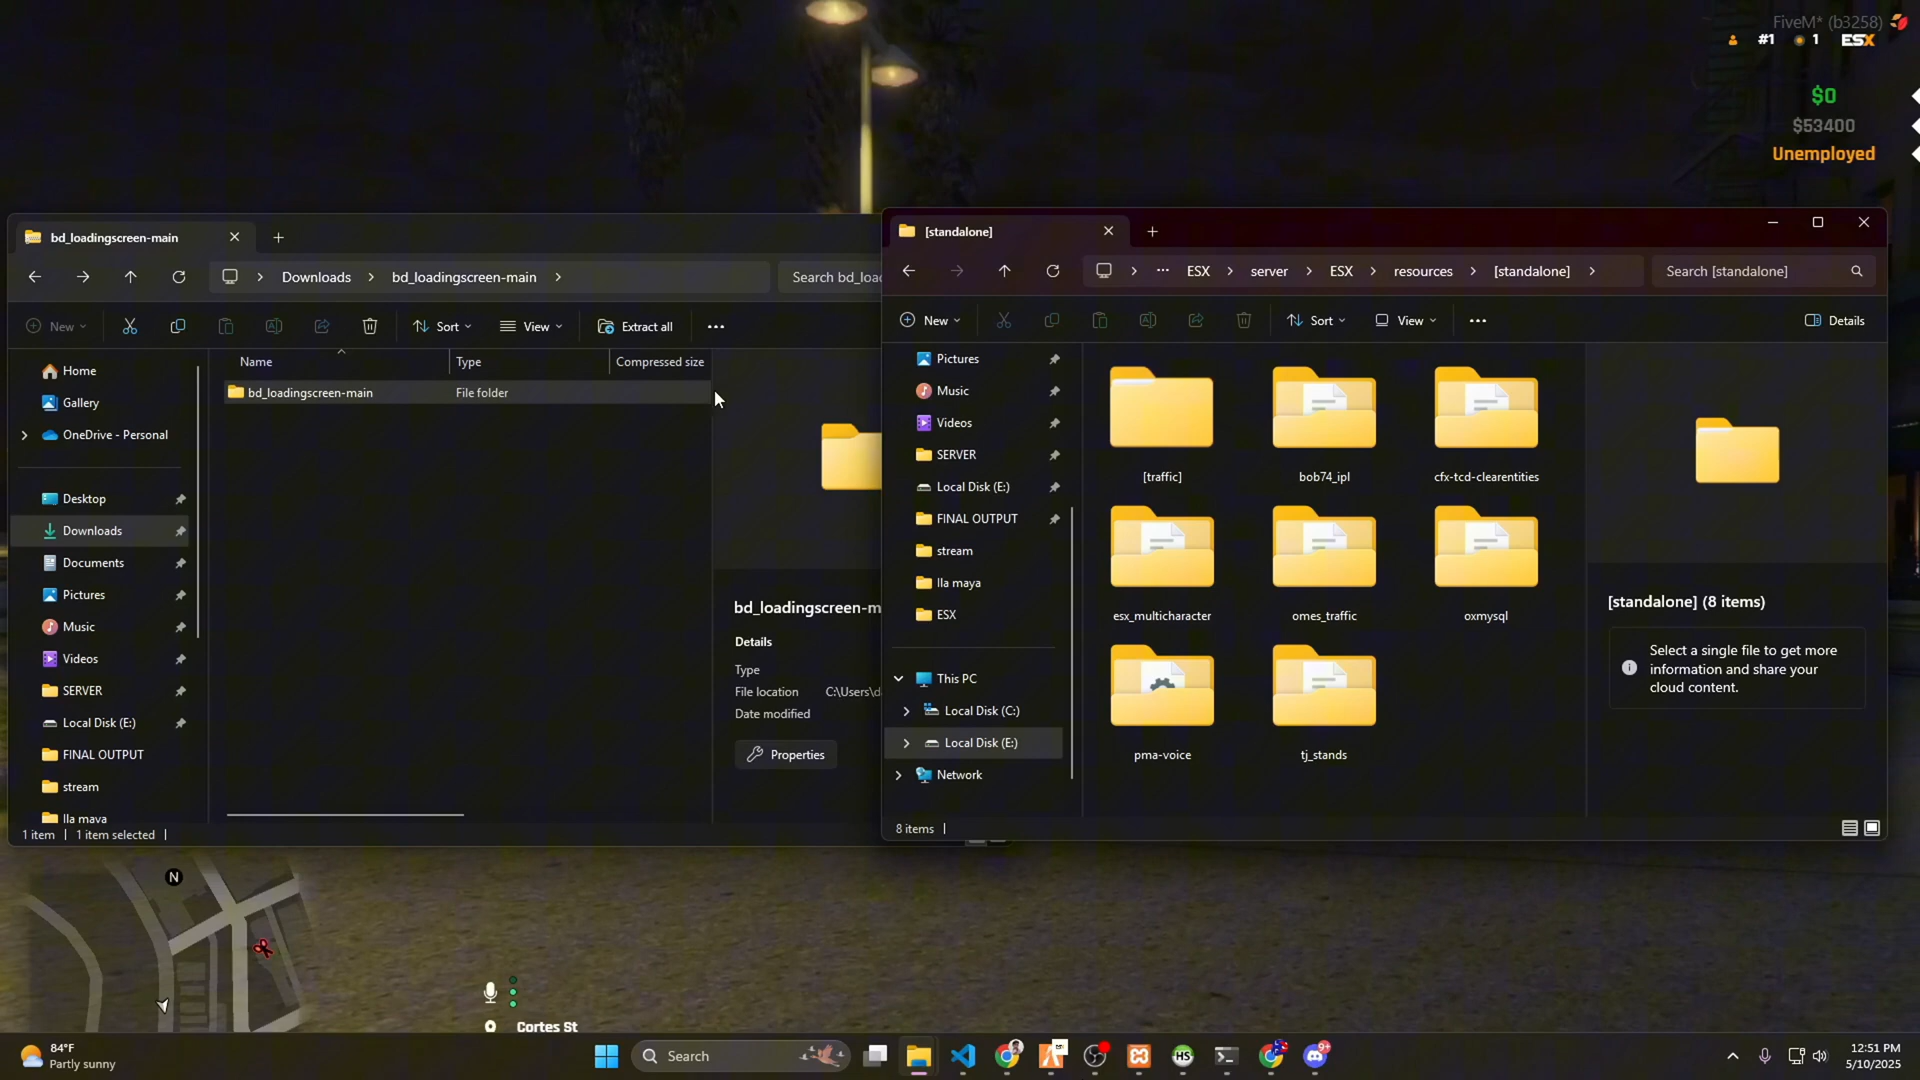 FiveM* (b3258)
#1
1
ESX
$0
$53400
Unemployed
bd_loadingscreen-main
Downloads
bd_loadingscreen-main
Search bd_loa
New
Sort
View
Extract all
Name
Type
Compressed size
bd_loadingscreen-main
File folder
Home
Gallery
OneDrive - Personal
Desktop
Downloads
Documents
Pictures
Music
Videos
SERVER
Local Disk (E:)
FINAL OUTPUT
stream
lla maya
bd_loadingscreen-m
Details
Type
File location
C:\Users\d
Date modified
Properties
1 item
1 item selected
[standalone]
ESX
server
ESX
resources
[standalone]
Search [standalone]
New
Sort
View
Details
Pictures
Music
Videos
SERVER
Local Disk (E:)
FINAL OUTPUT
stream
lla maya
ESX
This PC
Local Disk (C:)
Local Disk (E:)
Network
[traffic]
bob74_ipl
cfx-tcd-clearentities
esx_multicharacter
omes_traffic
oxmysql
pma-voice
tj_stands
[standalone] (8 items)
Select a single file to get more
information and share your
cloud content.
8 items
N
Cortes St
84°F
Partly sunny
Search
HS
9+
12:51 PM
5/10/2025